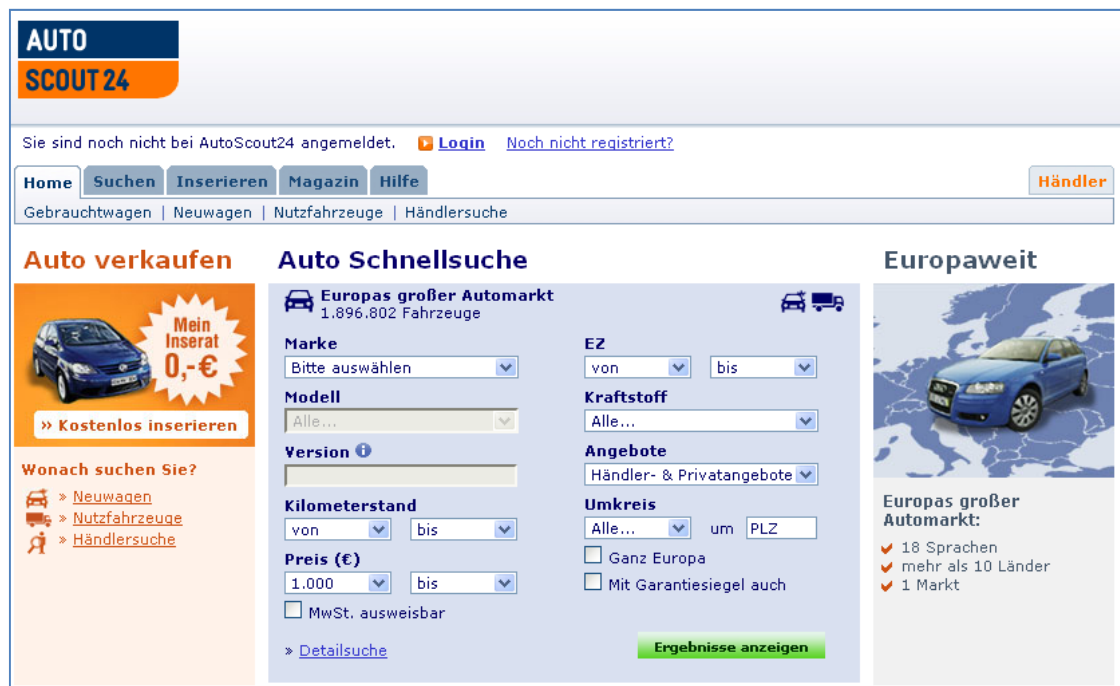 AUTO
SCOUT 24
Sie sind noch nicht bei AutoScout24 angemeldet. Login Noch nicht registriert?
Home Suchen Inserieren Magazin Hilfe Händler
Gebrauchtwagen | Neuwagen | Nutzfahrzeuge | Händlersuche
Auto verkaufen
Mein
Inserat
0,-€
» Kostenlos inserieren
Wonach suchen Sie?
» Neuwagen
» Nutzfahrzeuge
» Händlersuche
Auto Schnellsuche
Europas großer Automarkt
1.896.802 Fahrzeuge
Marke
Bitte auswählen
Modell
Alle...
Version
Kilometerstand
von bis
Preis (€)
1.000 bis
MwSt. ausweisbar
» Detailsuche
EZ
von bis
Kraftstoff
Alle...
Angebote
Händler- & Privatangebote
Umkreis
Alle... um PLZ
Ganz Europa
Mit Garantiesiegel auch
Ergebnisse anzeigen
Europaweit
Europas großer
Automarkt:
18 Sprachen
mehr als 10 Länder
1 Markt